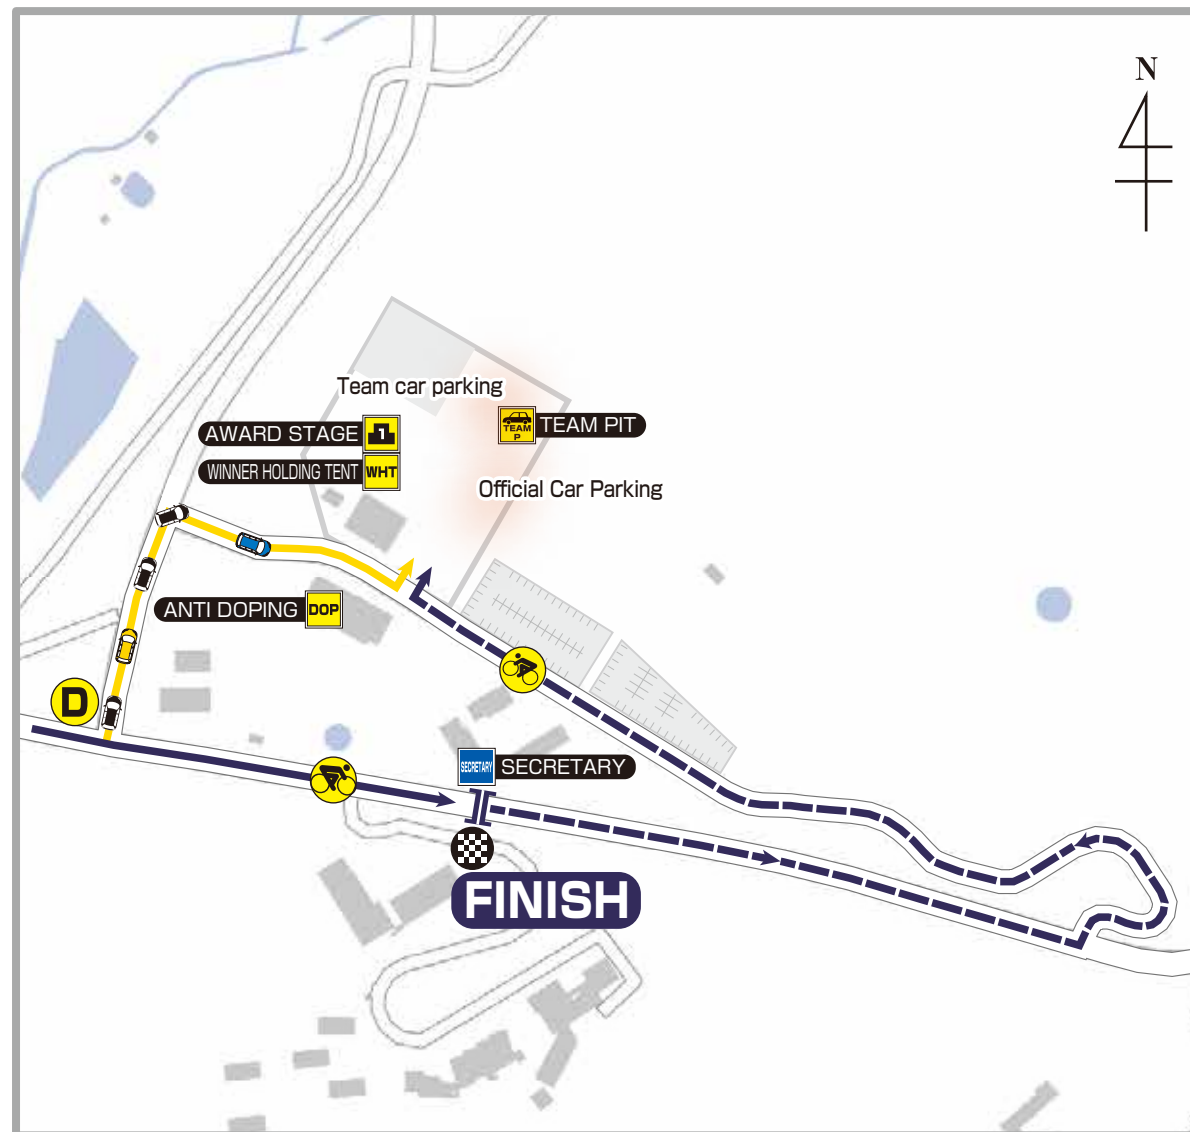 N
Team car parking
AWARD STAGE 1
TEAM P TEAM PIT
WINNER HOLDING TENT WHT
Official Car Parking
ANTI DOPING DOP
D
SECRETARY SECRETARY
FINISH